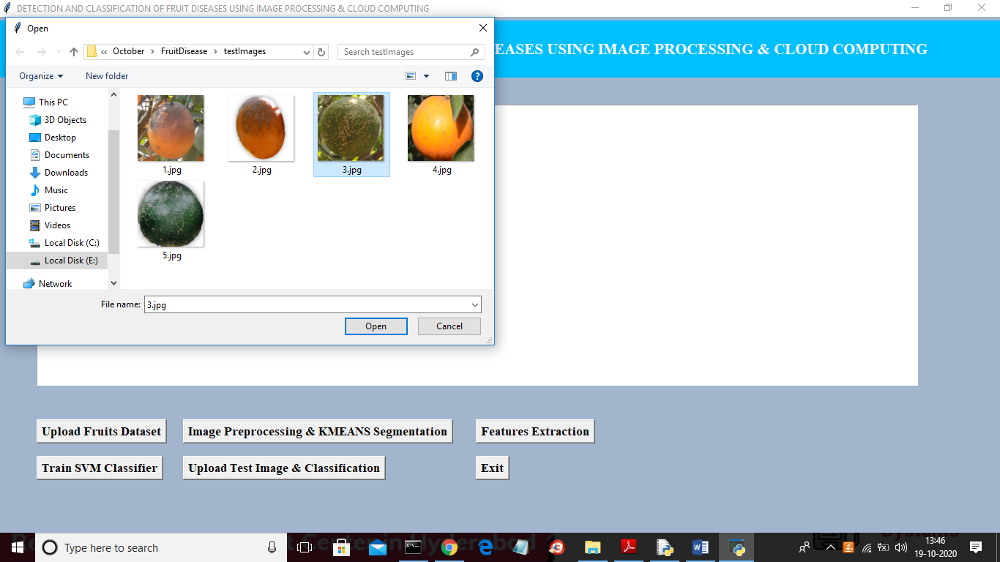 DETECTION AND CLASSIFICATION OF FRUIT DISEASES USING IMAGE PROCESSING & CLOUD COMPUTING
EASES USING IMAGE PROCESSING & CLOUD COMPUTING
Open
« October › FruitDisease › testImages
Search testImages
Organize
New folder
This PC
3D Objects
Desktop
Documents
Downloads
Music
Pictures
Videos
Local Disk (C:)
Local Disk (E:)
Network
1.jpg
2.jpg
3.jpg
4.jpg
5.jpg
File name: 3.jpg
Open
Cancel
Upload Fruits Dataset
Image Preprocessing & KMEANS Segmentation
Features Extraction
Train SVM Classifier
Upload Test Image & Classification
Exit
Type here to search
13:46
19-10-2020